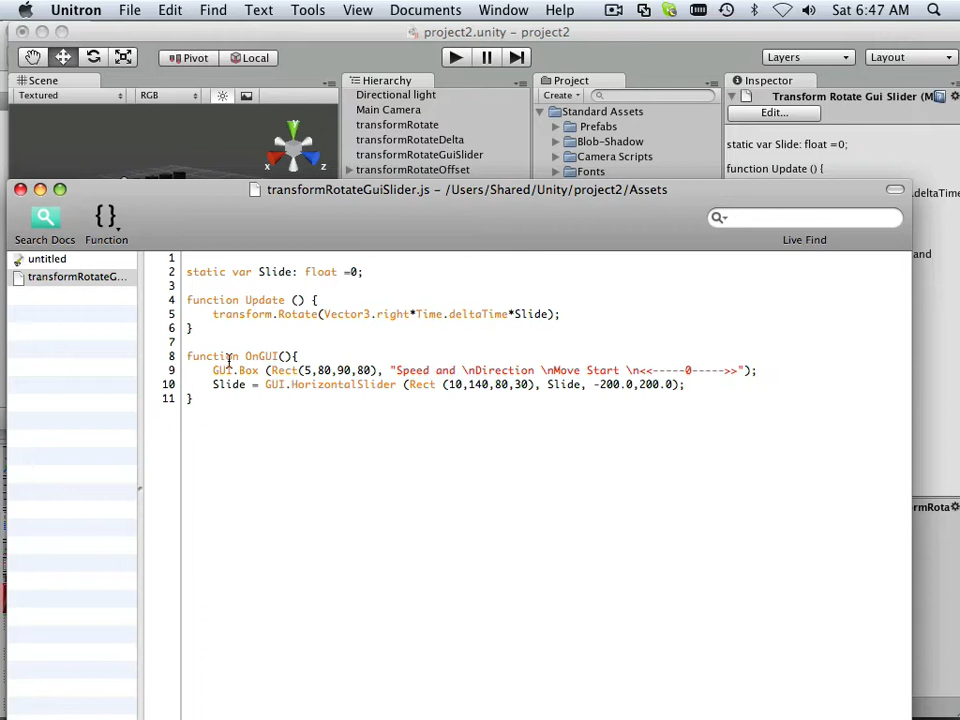 Unitron File Edit Find Text Tools View Documents Window Help Sat 6:47 AM
project2.unity – project2
Pivot Local Layers Layout
Scene Hierarchy Project Inspector
Textured RGB Create
Directional light
Main Camera
transformRotate
transformRotateDelta
transformRotateGuiSlider
transformRotateOffset
Standard Assets
Prefabs
Blob-Shadow
Camera Scripts
Fonts
Transform Rotate Gui Slider (M
Edit...
static var Slide: float =0;
function Update () {
.deltaTime
and
rmRota
x y z
transformRotateGuiSlider.js – /Users/Shared/Unity/project2/Assets
Search Docs Function Live Find
untitled
transformRotateG...
1
2 static var Slide: float =0;
3
4 function Update () {
5 transform.Rotate(Vector3.right*Time.deltaTime*Slide);
6 }
7
8 function OnGUI(){
9 GUI.Box (Rect(5,80,90,80), "Speed and \nDirection \nMove Start \n<<-----0----->>");
10 Slide = GUI.HorizontalSlider (Rect (10,140,80,30), Slide, -200.0,200.0);
11 }